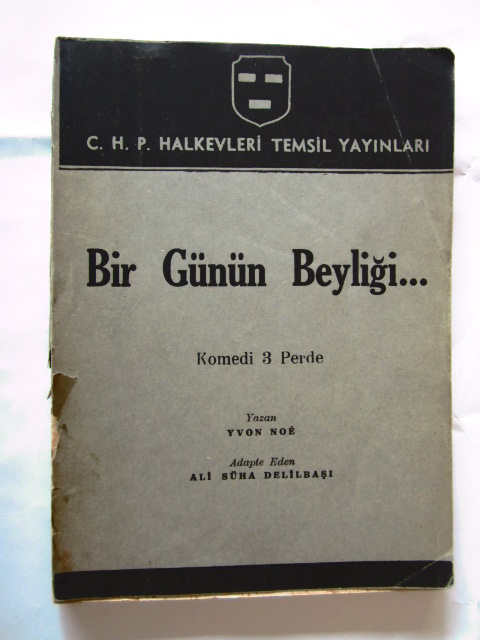 C. H. P. HALKEVLERİ TEMSİL YAYINLARI
Bir Günün Beyliği...
Komedi 3 Perde
Yazan
YVON NOÉ
Adapte Eden
ALİ SÜHA DELİLBAŞI